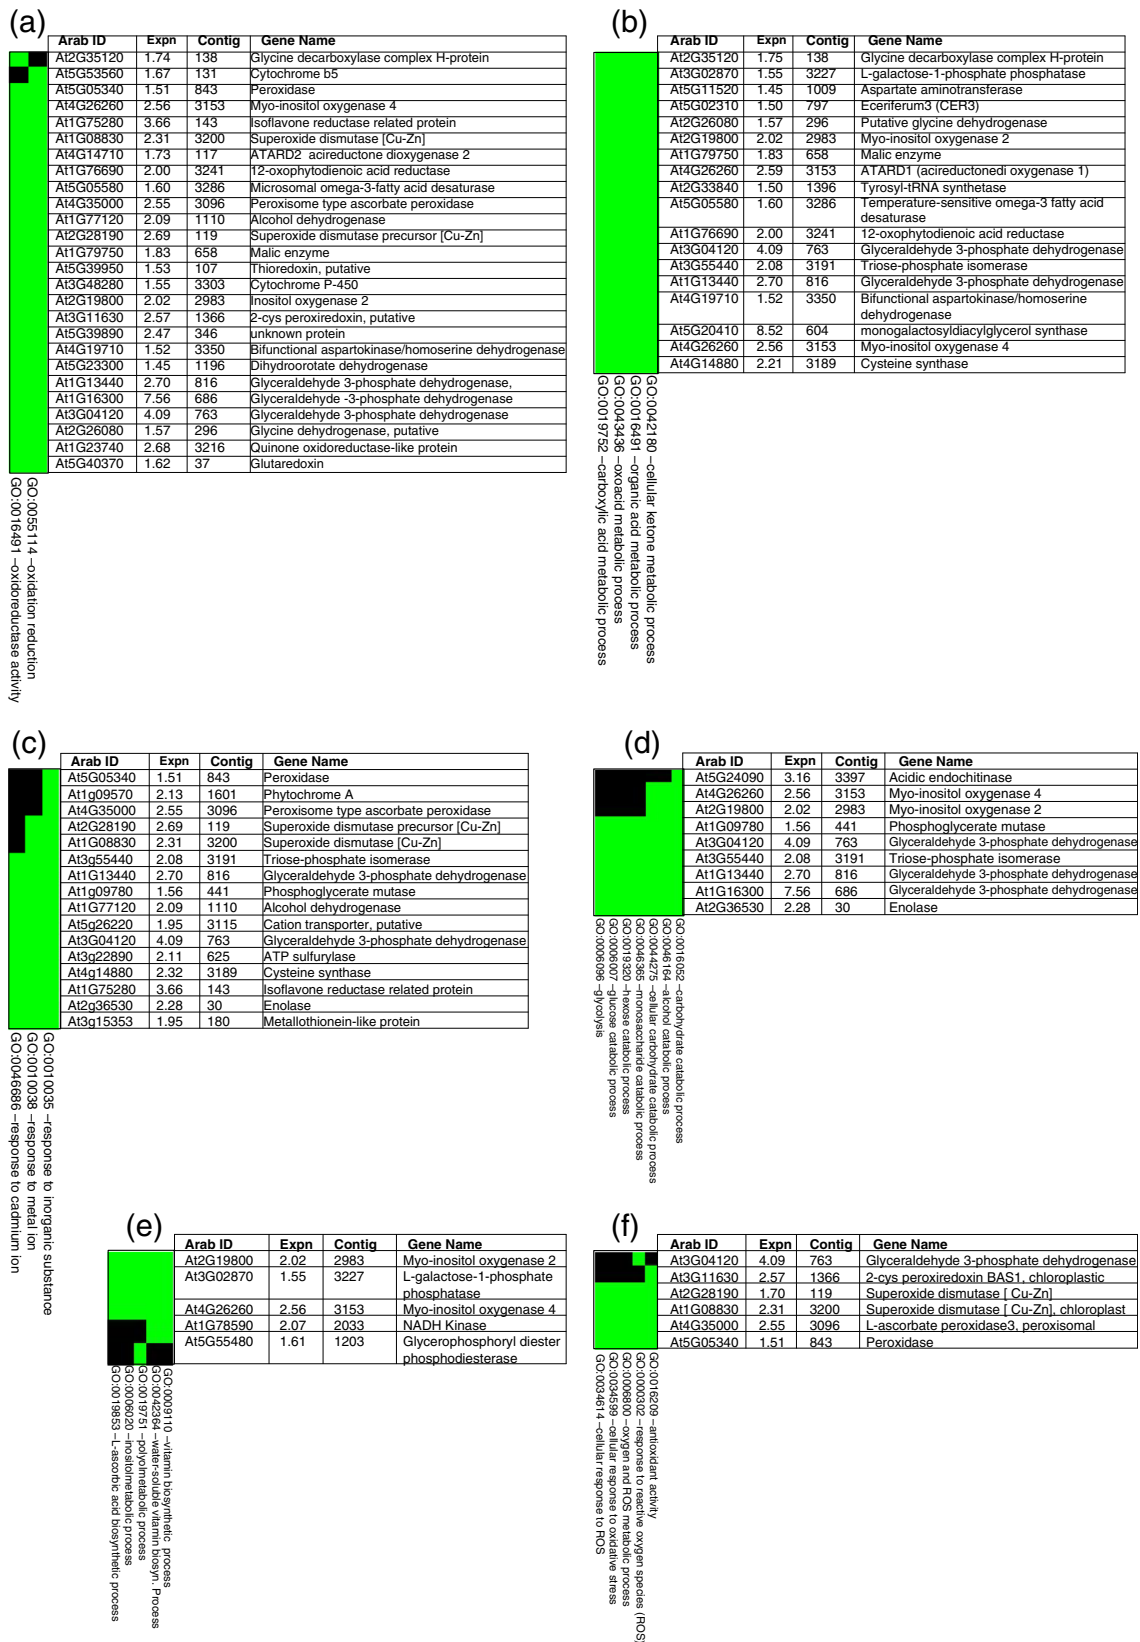 (a)
Arab ID Expn Contig Gene Name
At2G35120 1.74 138 Glycine decarboxylase complex H-protein
At5G53560 1.67 131 Cytochrome b5
At5G05340 1.51 843 Peroxidase
At4G26260 2.56 3153 Myo-inositol oxygenase 4
At1G75280 3.66 143 Isoflavone reductase related protein
At1G08830 2.31 3200 Superoxide dismutase [Cu-Zn]
At4G14710 1.73 117 ATARD2 acireductone dioxygenase 2
At1G76690 2.00 3241 12-oxophytodienoic acid reductase
At5G05580 1.60 3286 Microsomal omega-3-fatty acid desaturase
At4G35000 2.55 3096 Peroxisome type ascorbate peroxidase
At1G77120 2.09 1110 Alcohol dehydrogenase
At2G28190 2.69 119 Superoxide dismutase precursor [Cu-Zn]
At1G79750 1.83 658 Malic enzyme
At5G39950 1.53 107 Thioredoxin, putative
At3G48280 1.55 3303 Cytochrome P-450
At2G19800 2.02 2983 Inositol oxygenase 2
At3G11630 2.57 1366 2-cys peroxiredoxin, putative
At5G39890 2.47 346 unknown protein
At4G19710 1.52 3350 Bifunctional aspartokinase/homoserine dehydrogenase
At5G23300 1.45 1196 Dihydroorotate dehydrogenase
At1G13440 2.70 816 Glyceraldehyde 3-phosphate dehydrogenase,
At1G16300 7.56 686 Glyceraldehyde -3-phosphate dehydrogenase
At3G04120 4.09 763 Glyceraldehyde 3-phosphate dehydrogenase
At2G26080 1.57 296 Glycine dehydrogenase, putative
At1G23740 2.68 3216 Quinone oxidoreductase-like protein
At5G40370 1.62 37 Glutaredoxin
GO:0055114 –oxidation reduction
GO:0016491 –oxidoreductase activity
(b)
Arab ID Expn Contig Gene Name
At2G35120 1.75 138 Glycine decarboxylase complex H-protein
At3G02870 1.55 3227 L-galactose-1-phosphate phosphatase
At5G11520 1.45 1009 Aspartate aminotransferase
At5G02310 1.50 797 Eceriferum3 (CER3)
At2G26080 1.57 296 Putative glycine dehydrogenase
At2G19800 2.02 2983 Myo-inositol oxygenase 2
At1G79750 1.83 658 Malic enzyme
At4G26260 2.59 3153 ATARD1 (acireductonedi oxygenase 1)
At2G33840 1.50 1396 Tyrosyl-tRNA synthetase
At5G05580 1.60 3286 Temperature-sensitive omega-3 fatty acid
desaturase
At1G76690 2.00 3241 12-oxophytodienoic acid reductase
At3G04120 4.09 763 Glyceraldehyde 3-phosphate dehydrogenase
At3G55440 2.08 3191 Triose-phosphate isomerase
At1G13440 2.70 816 Glyceraldehyde 3-phosphate dehydrogenase
At4G19710 1.52 3350 Bifunctional aspartokinase/homoserine
dehydrogenase
At5G20410 8.52 604 monogalactosyldiacylglycerol synthase
At4G26260 2.56 3153 Myo-inositol oxygenase 4
At4G14880 2.21 3189 Cysteine synthase
GO:0042180 –cellular ketone metabolic process
GO:0016491 –organic acid metabolic process
GO:0043436 –oxoacid metabolic process
GO:0019752 –carboxylic acid metabolic process
(c)
Arab ID Expn Contig Gene Name
At5G05340 1.51 843 Peroxidase
At1g09570 2.13 1601 Phytochrome A
At4G35000 2.55 3096 Peroxisome type ascorbate peroxidase
At2G28190 2.69 119 Superoxide dismutase precursor [Cu-Zn]
At1G08830 2.31 3200 Superoxide dismutase [Cu-Zn]
At3g55440 2.08 3191 Triose-phosphate isomerase
At1G13440 2.70 816 Glyceraldehyde 3-phosphate dehydrogenase
At1g09780 1.56 441 Phosphoglycerate mutase
At1G77120 2.09 1110 Alcohol dehydrogenase
At5g26220 1.95 3115 Cation transporter, putative
At3G04120 4.09 763 Glyceraldehyde 3-phosphate dehydrogenase
At3g22890 2.11 625 ATP sulfurylase
At4g14880 2.32 3189 Cysteine synthase
At1G75280 3.66 143 Isoflavone reductase related protein
At2g36530 2.28 30 Enolase
At3g15353 1.95 180 Metallothionein-like protein
GO:0010035 –response to inorganic substance
GO:0010038 –response to metal ion
GO:0046686 –response to cadmium ion
(d)
Arab ID Expn Contig Gene Name
At5G24090 3.16 3397 Acidic endochitinase
At4G26260 2.56 3153 Myo-inositol oxygenase 4
At2G19800 2.02 2983 Myo-inositol oxygenase 2
At1G09780 1.56 441 Phosphoglycerate mutase
At3G04120 4.09 763 Glyceraldehyde 3-phosphate dehydrogenase
At3G55440 2.08 3191 Triose-phosphate isomerase
At1G13440 2.70 816 Glyceraldehyde 3-phosphate dehydrogenase
At1G16300 7.56 686 Glyceraldehyde 3-phosphate dehydrogenase
At2G36530 2.28 30 Enolase
GO:0016052 –carbohydrate catabolic process
GO:0046164 –alcohol catabolic process
GO:0044275 –cellular carbohydrate catabolic process
GO:0046365 –monosaccharide catabolic process
GO:0019320 –hexose catabolic process
GO:0006007 –glucose catabolic process
GO:0006096 –glycolysis
(e)
Arab ID Expn Contig Gene Name
At2G19800 2.02 2983 Myo-inositol oxygenase 2
At3G02870 1.55 3227 L-galactose-1-phosphate
phosphatase
At4G26260 2.56 3153 Myo-inositol oxygenase 4
At1G78590 2.07 2033 NADH Kinase
At5G55480 1.61 1203 Glycerophosphoryl diester
phosphodiesterase
GO:0009110 –vitamin biosynthetic process
GO:0042364 –water-soluble vitamin biosyn. Process
GO:0019751 –polyolmetabolic process
GO:0006020 –inositolmetabolic process
GO:0019853 –L-ascorbic acid biosynthetic process
(f)
Arab ID Expn Contig Gene Name
At3G04120 4.09 763 Glyceraldehyde 3-phosphate dehydrogenase
At3G11630 2.57 1366 2-cys peroxiredoxin BAS1, chloroplastic
At2G28190 1.70 119 Superoxide dismutase [ Cu-Zn]
At1G08830 2.31 3200 Superoxide dismutase [ Cu-Zn], chloroplast
At4G35000 2.55 3096 L-ascorbate peroxidase3, peroxisomal
At5G05340 1.51 843 Peroxidase
GO:0016209 –antioxidant activity
GO:0000302 –response to reactive oxygen species (ROS)
GO:0006800 –oxygen and ROS metabolic process
GO:0034599 –cellular response to oxidative stress
GO:0034614 –cellular response to ROS